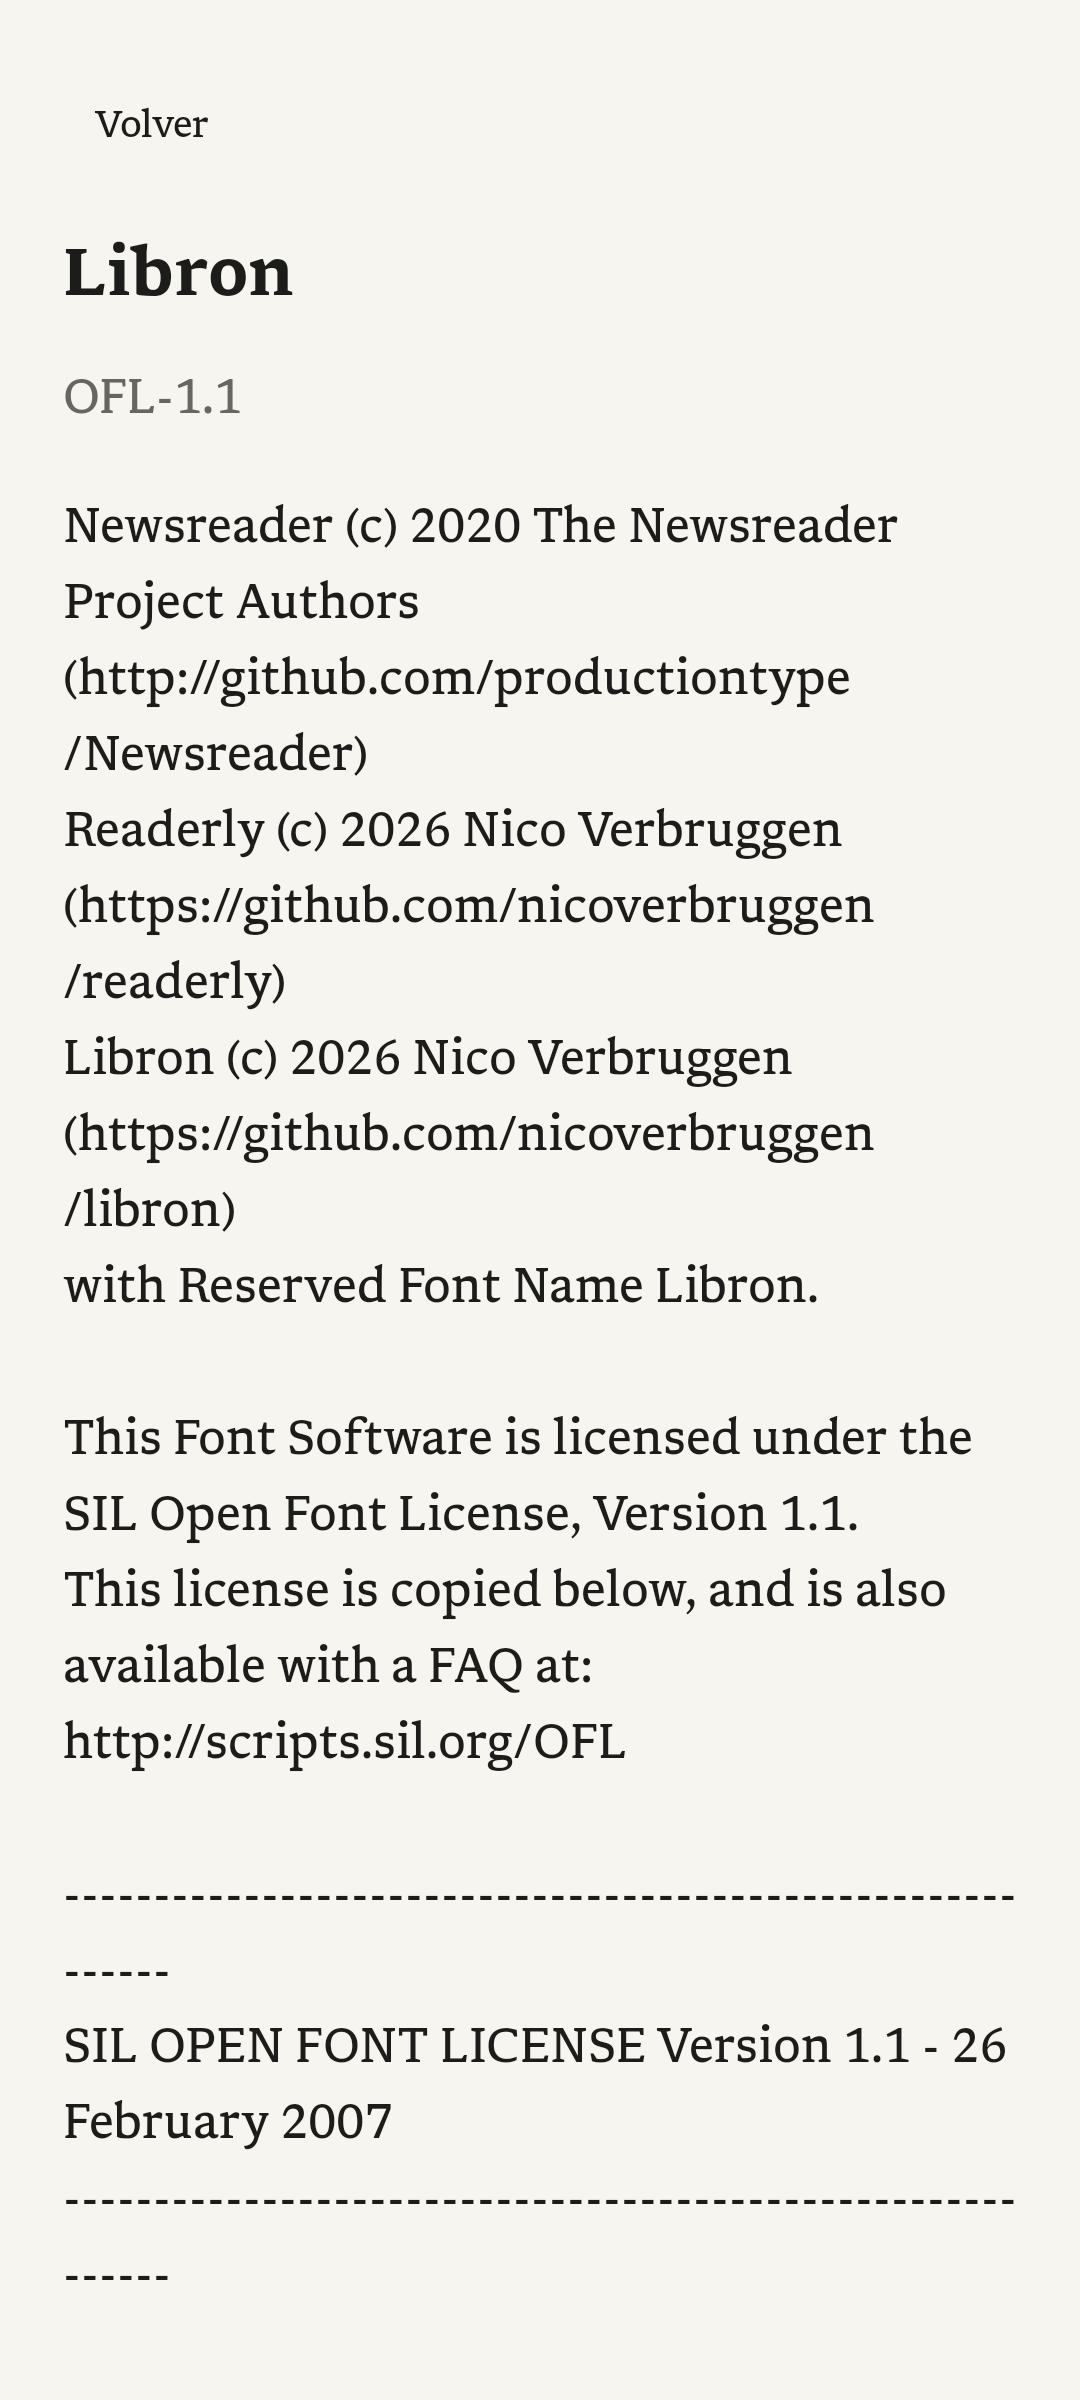 Volver
Libron
OFL-1.1
Newsreader (c) 2020 The Newsreader
Project Authors
(http://github.com/productiontype
/Newsreader)
Readerly (c) 2026 Nico Verbruggen
(https://github.com/nicoverbruggen
/readerly)
Libron (c) 2026 Nico Verbruggen
(https://github.com/nicoverbruggen
/libron)
with Reserved Font Name Libron.
This Font Software is licensed under the
SIL Open Font License, Version 1.1.
This license is copied below, and is also
available with a FAQ at:
http://scripts.sil.org/OFL
-----------------------------------------------------
------
SIL OPEN FONT LICENSE Version 1.1 - 26
February 2007
-----------------------------------------------------
------